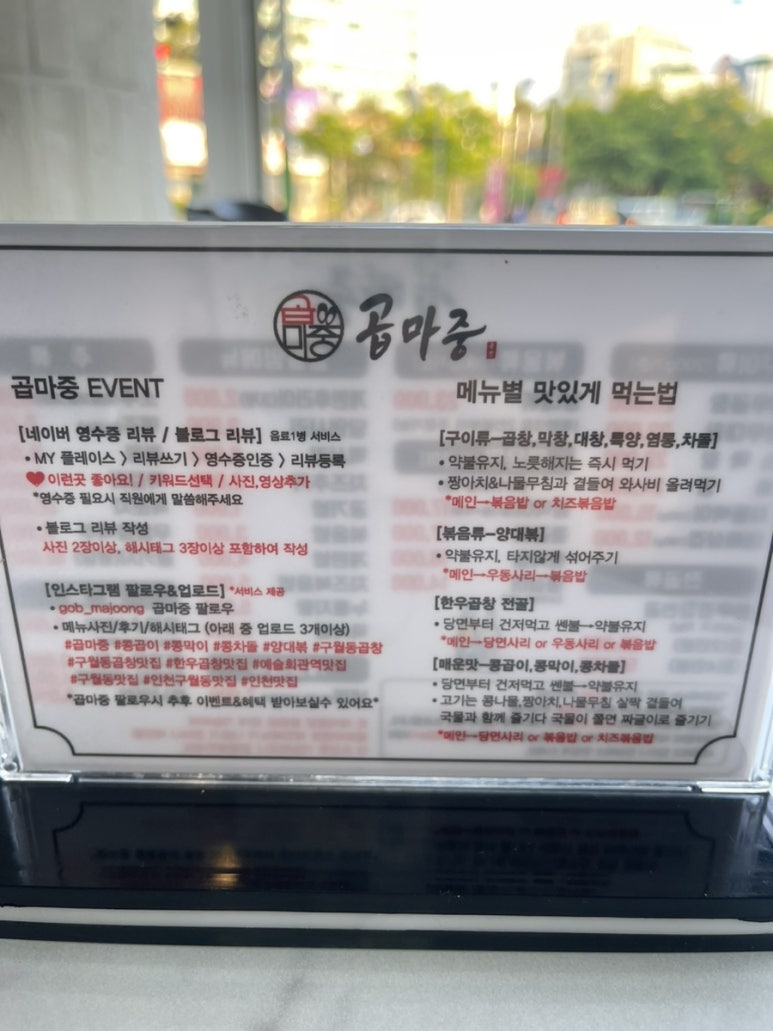 곱마중
곱마중
곱마중 EVENT
[네이버 영수증 리뷰 / 블로그 리뷰] 음료1병 서비스
• MY 플레이스 > 리뷰쓰기 > 영수증인증 > 리뷰등록
♥이런곳 좋아요! / 키워드선택 / 사진,영상추가
*영수증 필요시 직원에게 말씀해주세요
• 블로그 리뷰 작성
사진 2장이상, 해시태그 3장이상 포함하여 작성
[인스타그램 팔로우&업로드] *서비스 제공
• gob_majoong 곱마중 팔로우
• 메뉴사진/후기/해시태그 (아래 중 업로드 3개이상)
#곱마중 #콩곱이 #콩막이 #콩차돌 #양대볶 #구월동곱창
#구월동곱창맛집 #한우곱창맛집 #예술회관역맛집
#구월동맛집 #인천구월동맛집 #인천맛집
*곱마중 팔로우시 추후 이벤트&혜택 받아보실수 있어요*
메뉴별 맛있게 먹는법
[구이류-곱창,막창,대창,특양,염통,차돌]
• 약불유지, 노릇해지는 즉시 먹기
• 짱아치&나물무침과 곁들여 와사비 올려먹기
*메인→볶음밥 or 치즈볶음밥
[볶음류-양대볶]
• 약불유지, 타지않게 섞어주기
*메인→우동사리→볶음밥
[한우곱창 전골]
• 당면부터 건져먹고 쎈불→약불유지
*메인→당면사리 or 우동사리 or 볶음밥
[매운맛-콩곱이,콩막이,콩차돌]
• 당면부터 건져먹고 쎈불→약불유지
• 고기는 콩나물,짱아치,나물무침 살짝 곁들여
국물과 함께 즐기다 국물이 쫄면 짜글이로 즐기기
*메인→당면사리 or 볶음밥 or 치즈볶음밥